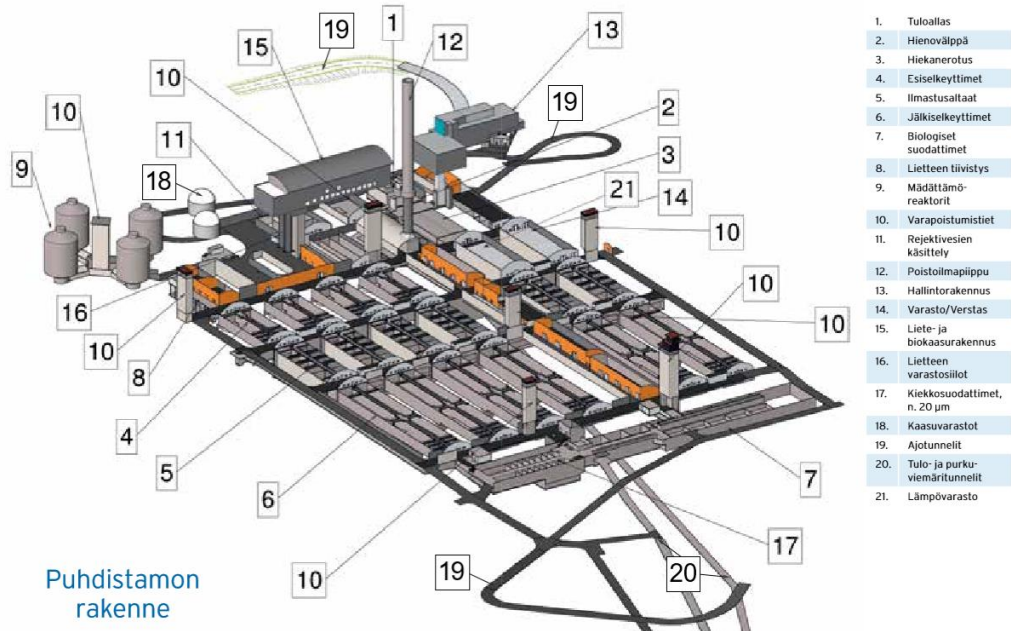 1
19
15
12
13
10
2
10
19
11
3
9
18
21
14
10
16
10
10
10
8
4
5
6
7
17
10
19
20
Puhdistamon
rakenne
1. Tuloallas
2. Hienovälppä
3. Hiekanerotus
4. Esiselkeyttimet
5. Ilmastusaltaat
6. Jälkiselkeyttimet
7. Biologiset
suodattimet
8. Lietteen tiivistys
9. Mädättämö-
reaktorit
10. Varapoistumistiet
11. Rejektivesien
käsittely
12. Poistoilmapiippu
13. Hallintorakennus
14. Varasto/Verstas
15. Liete- ja
biokaasurakennus
16. Lietteen
varastosiilot
17. Kiekkosuodattimet,
n. 20 µm
18. Kaasuvarastot
19. Ajotunnelit
20. Tulo- ja purku-
viemäritunnelit
21. Lämpövarasto